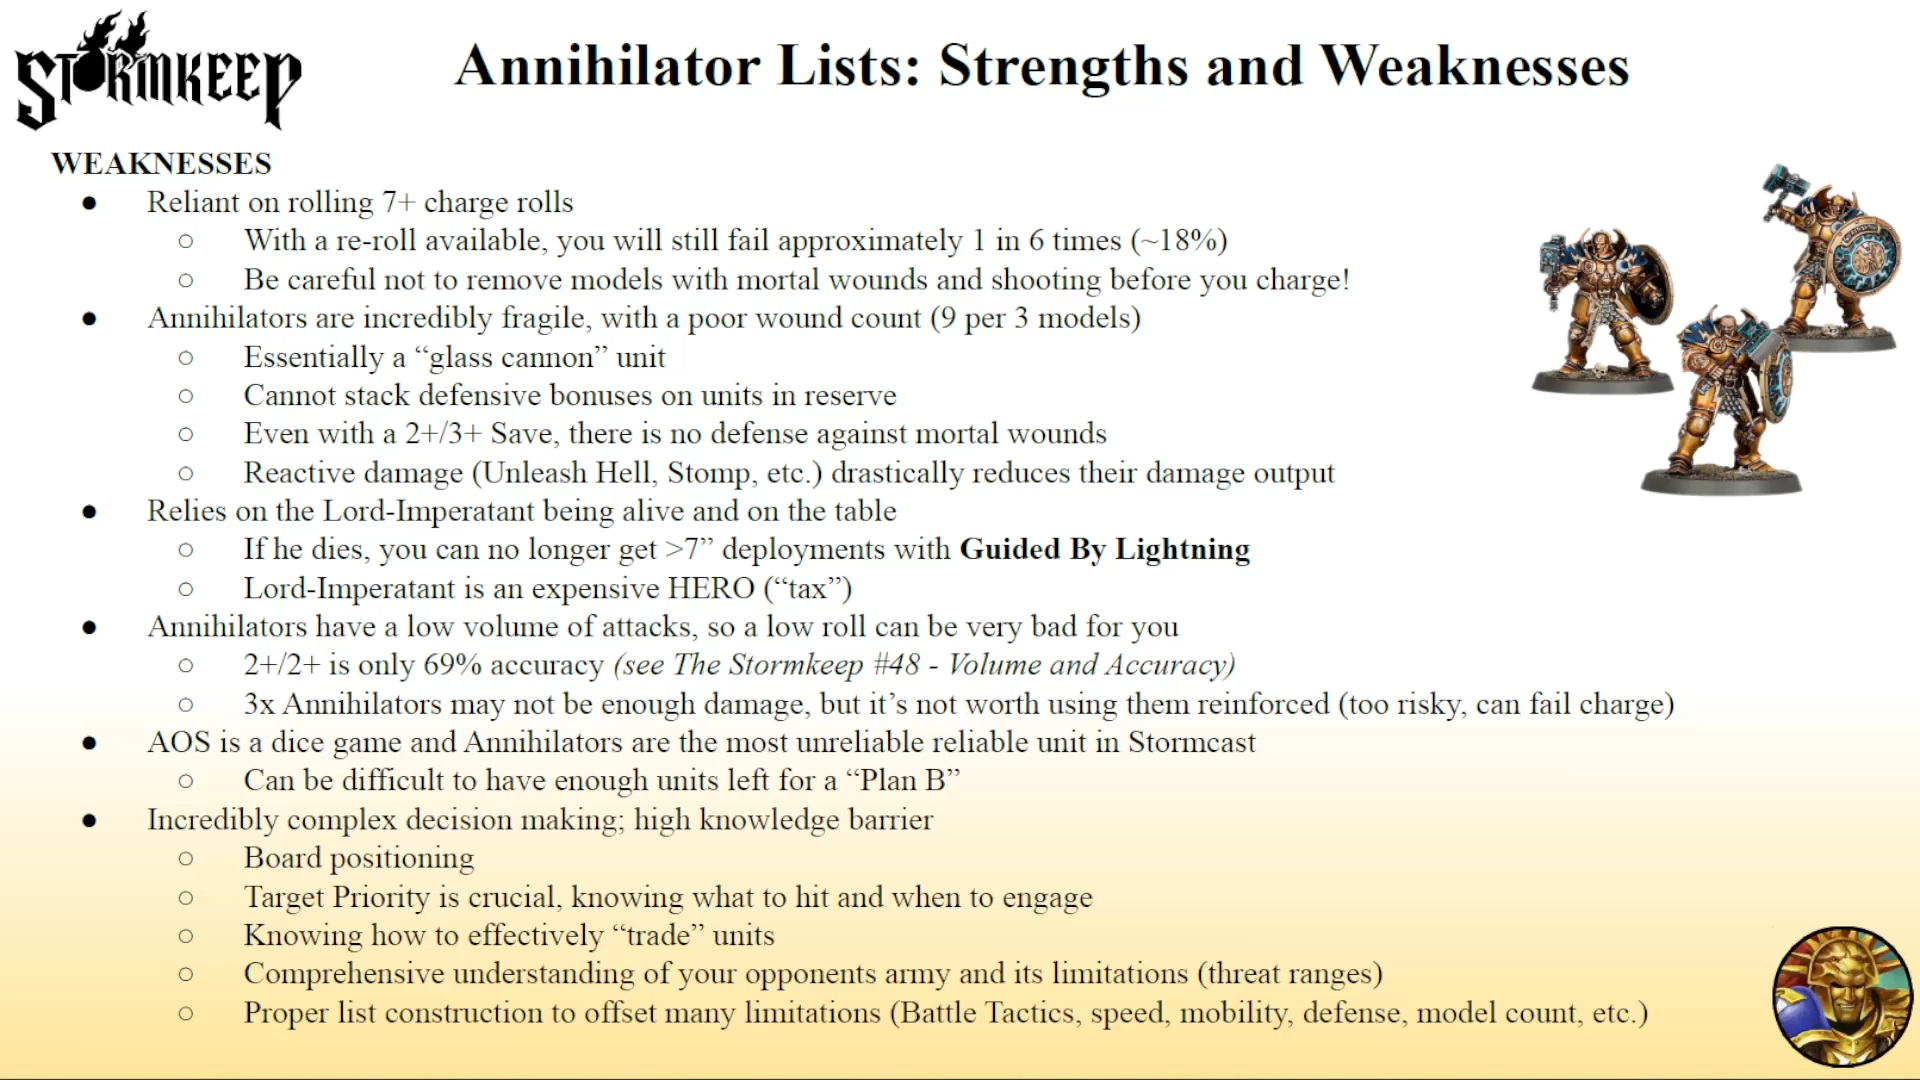 STORMKEEP
Annihilator Lists: Strengths and Weaknesses
WEAKNESSES
● Reliant on rolling 7+ charge rolls
○ With a re-roll available, you will still fail approximately 1 in 6 times (~18%)
○ Be careful not to remove models with mortal wounds and shooting before you charge!
● Annihilators are incredibly fragile, with a poor wound count (9 per 3 models)
○ Essentially a “glass cannon” unit
○ Cannot stack defensive bonuses on units in reserve
○ Even with a 2+/3+ Save, there is no defense against mortal wounds
○ Reactive damage (Unleash Hell, Stomp, etc.) drastically reduces their damage output
● Relies on the Lord-Imperatant being alive and on the table
○ If he dies, you can no longer get >7” deployments with Guided By Lightning
○ Lord-Imperatant is an expensive HERO (“tax”)
● Annihilators have a low volume of attacks, so a low roll can be very bad for you
○ 2+/2+ is only 69% accuracy (see The Stormkeep #48 - Volume and Accuracy)
○ 3x Annihilators may not be enough damage, but it’s not worth using them reinforced (too risky, can fail charge)
● AOS is a dice game and Annihilators are the most unreliable reliable unit in Stormcast
○ Can be difficult to have enough units left for a “Plan B”
● Incredibly complex decision making; high knowledge barrier
○ Board positioning
○ Target Priority is crucial, knowing what to hit and when to engage
○ Knowing how to effectively “trade” units
○ Comprehensive understanding of your opponents army and its limitations (threat ranges)
○ Proper list construction to offset many limitations (Battle Tactics, speed, mobility, defense, model count, etc.)